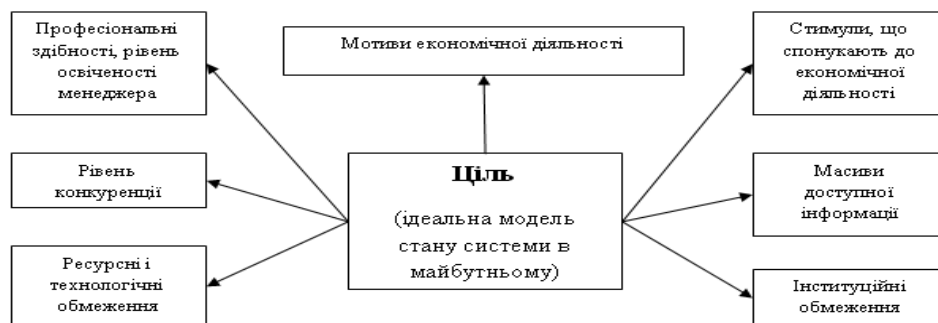 Професіональні
здібності, рівень
освіченості
менеджера
Мотиви економічної діяльності
Стимули, що
спонукають до
економічної
діяльності
Рівень
конкуренції
Ціль
(ідеальна модель
стану системи в
майбутньому)
Масиви
доступної
інформації
Ресурсні і
технологічні
обмеження
Інституційні
обмеження